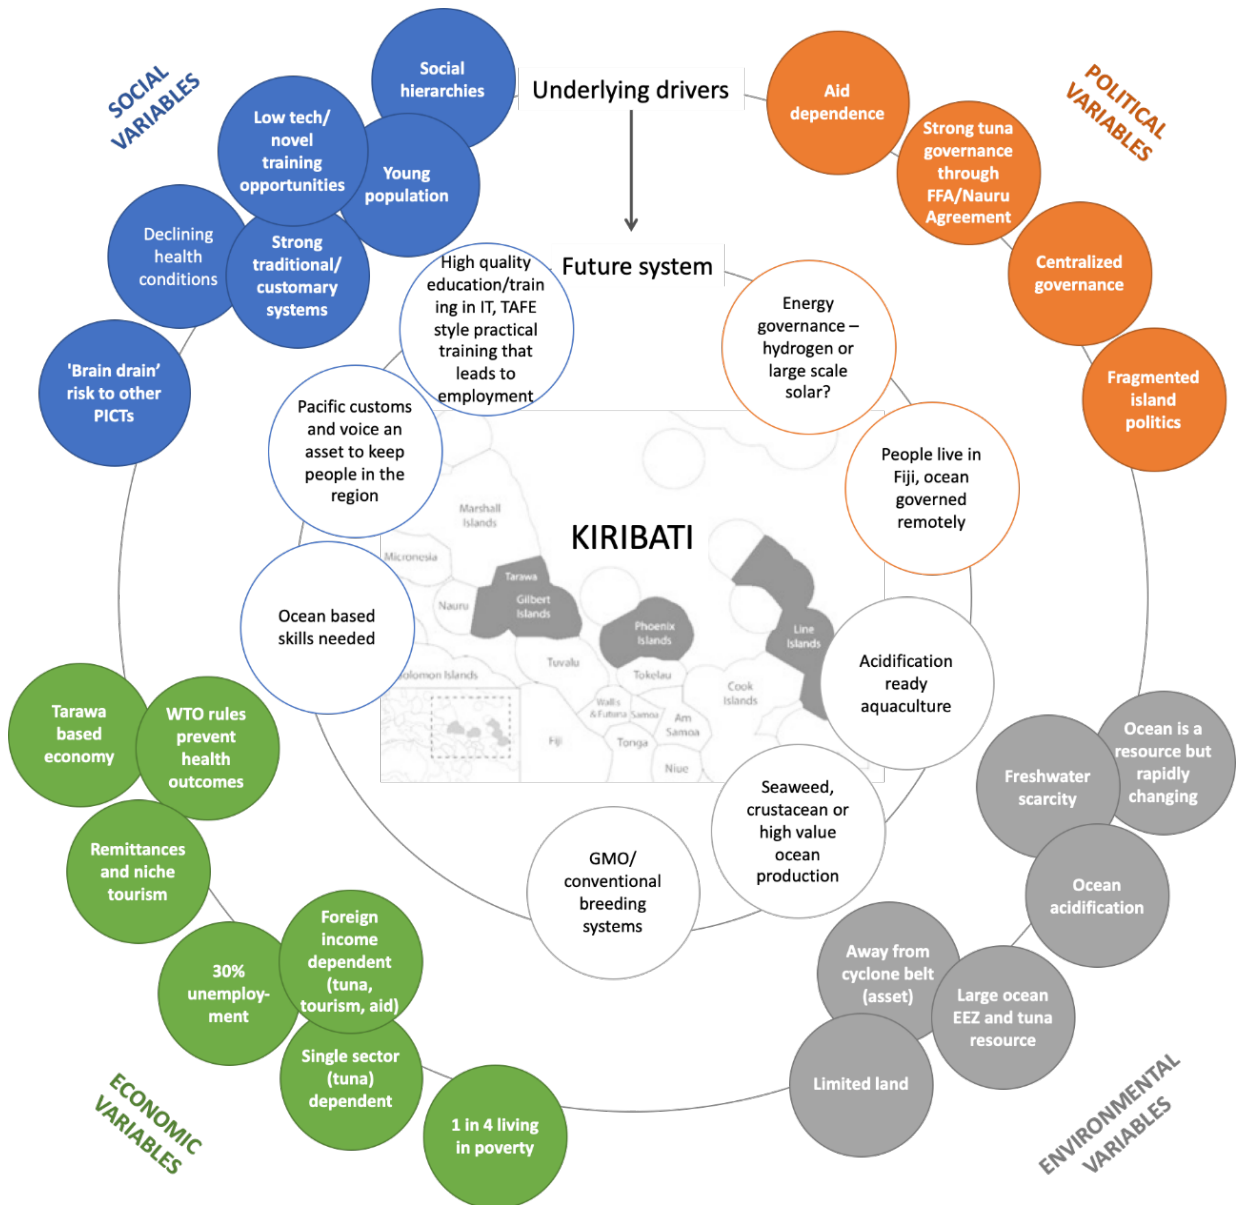 SOCIAL
VARIABLES
Social
hierarchies
Low tech/
novel
training
opportunities
Young
population
Declining
health
conditions
Strong
traditional/
customary
systems
'Brain drain’
risk to other
PICTs
Underlying drivers
Future system
POLITICAL
VARIABLES
Aid
dependence
Strong tuna
governance
through
FFA/Nauru
Agreement
Centralized
governance
Fragmented
island
politics
High quality
education/train
ing in IT, TAFE
style practical
training that
leads to
employment
Pacific customs
and voice an
asset to keep
people in the
region
Ocean based
skills needed
Energy
governance –
hydrogen or
large scale
solar?
People live in
Fiji, ocean
governed
remotely
Acidification
ready
aquaculture
Seaweed,
crustacean or
high value
ocean
production
GMO/
conventional
breeding
systems
KIRIBATI
Marshall
Islands
Micronesia
Nauru
Tarawa
Gilbert
Islands
Phoenix
Islands
Line
Islands
Tuvalu
Tokelau
Cook
Islands
olomon Islands
Wallis
& Futuna
Samoa
Am
Samoa
Fiji
Tonga
Niue
Tarawa
based
economy
WTO rules
prevent
health
outcomes
Remittances
and niche
tourism
30%
unemploy-
ment
Foreign
income
dependent
(tuna,
tourism, aid)
Single sector
(tuna)
dependent
1 in 4 living
in poverty
ECONOMIC
VARIABLES
Ocean is a
resource but
rapidly
changing
Freshwater
scarcity
Ocean
acidification
Away from
cyclone belt
(asset)
Large ocean
EEZ and tuna
resource
Limited land
ENVIRONMENTAL
VARIABLES